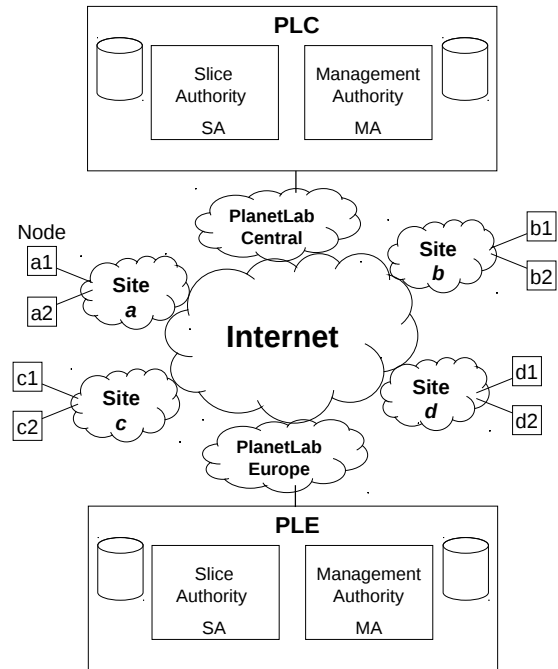 PLC
Slice
Authority
SA
Management
Authority
MA
PlanetLab
Central
Node
a1
a2
Site
a
Site
b
b1
b2
Internet
c1
c2
Site
c
Site
d
d1
d2
PlanetLab
Europe
PLE
Slice
Authority
SA
Management
Authority
MA